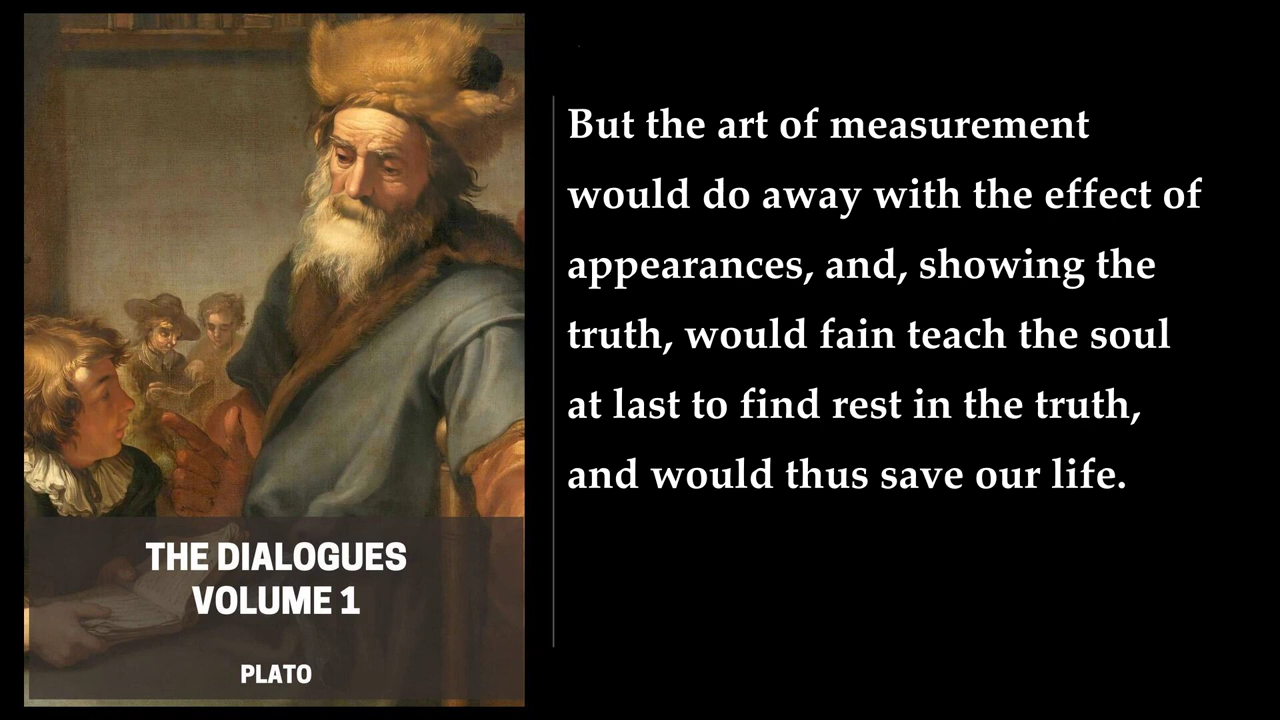 But the art of measurement
would do away with the effect of
appearances, and, showing the
truth, would fain teach the soul
at last to find rest in the truth,
and would thus save our life.
THE DIALOGUES
VOLUME 1
PLATO